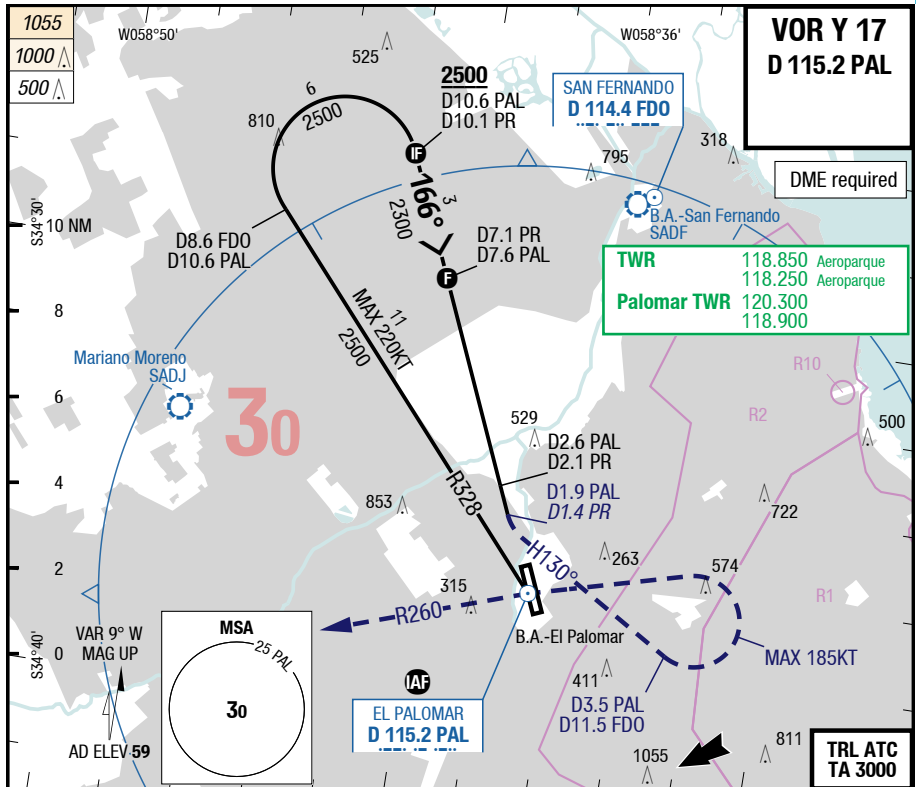 1055
1000
500
W058°50'
W058°36'
VOR Y 17
D 115.2 PAL
525
2500
D10.6 PAL
D10.1 PR
SAN FERNANDO
D 114.4 FDO
6
2500
810
IF
795
318
DME required
-166°
3
2300
S34°30'
10 NM
D8.6 FDO
D10.6 PAL
D7.1 PR
D7.6 PAL
F
B.A.-San Fernando
SADF
TWR 118.850 Aeroparque
118.250 Aeroparque
Palomar TWR 120.300
118.900
8
11
MAX 220KT
2500
Mariano Moreno
SADJ
6
30
R10
R2
529
500
D2.6 PAL
D2.1 PR
4
R328
D1.9 PAL
D1.4 PR
853
722
H130°
263
2
574
315
R260
R1
MSA
25 PAL
30
B.A.-El Palomar
VAR 9° W
MAG UP
S34°40'
0
MAX 185KT
IAF
411
D3.5 PAL
D11.5 FDO
EL PALOMAR
D 115.2 PAL
AD ELEV 59
1055
811
TRL ATC
TA 3000